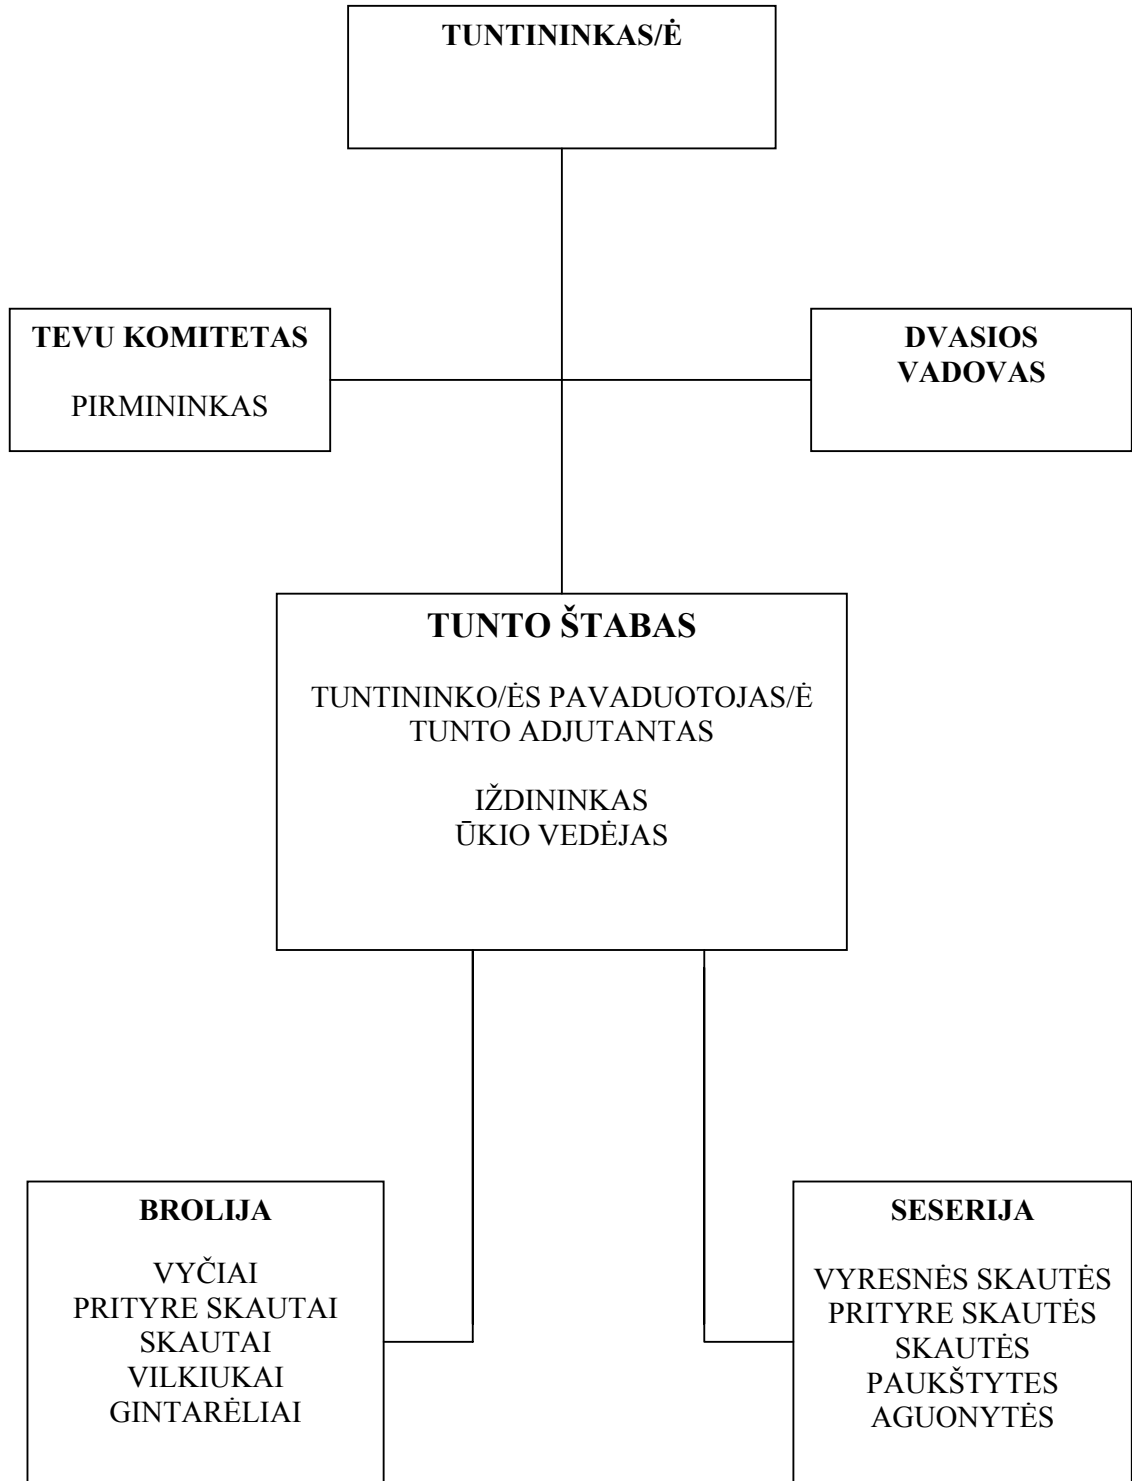 TUNTININKAS/Ė
TEVU KOMITETAS
PIRMININKAS
DVASIOS
VADOVAS
TUNTO ŠTABAS
TUNTININKO/ĖS PAVADUOTOJAS/Ė
TUNTO ADJUTANTAS
IŽDININKAS
ŪKIO VEDĖJAS
BROLIJA
VYČIAI
PRITYRE SKAUTAI
SKAUTAI
VILKIUKAI
GINTARĖLIAI
SESERIJA
VYRESNĖS SKAUTĖS
PRITYRE SKAUTĖS
SKAUTĖS
PAUKŠTYTES
AGUONYTĖS